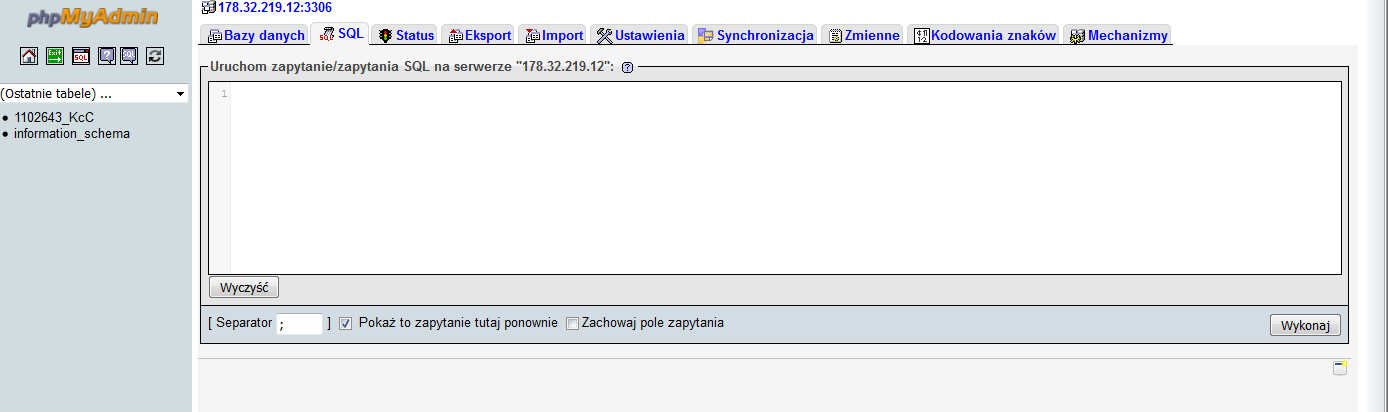 phpMyAdmin
178.32.219.12:3306
Bazy danych SQL Status Eksport Import Ustawienia Synchronizacja Zmienne Kodowania znaków Mechanizmy
(Ostatnie tabele) ...
1102643_KcC
information_schema
Uruchom zapytanie/zapytania SQL na serwerze "178.32.219.12":
1
Wyczyść
[ Separator ; ] Pokaż to zapytanie tutaj ponownie Zachowaj pole zapytania
Wykonaj